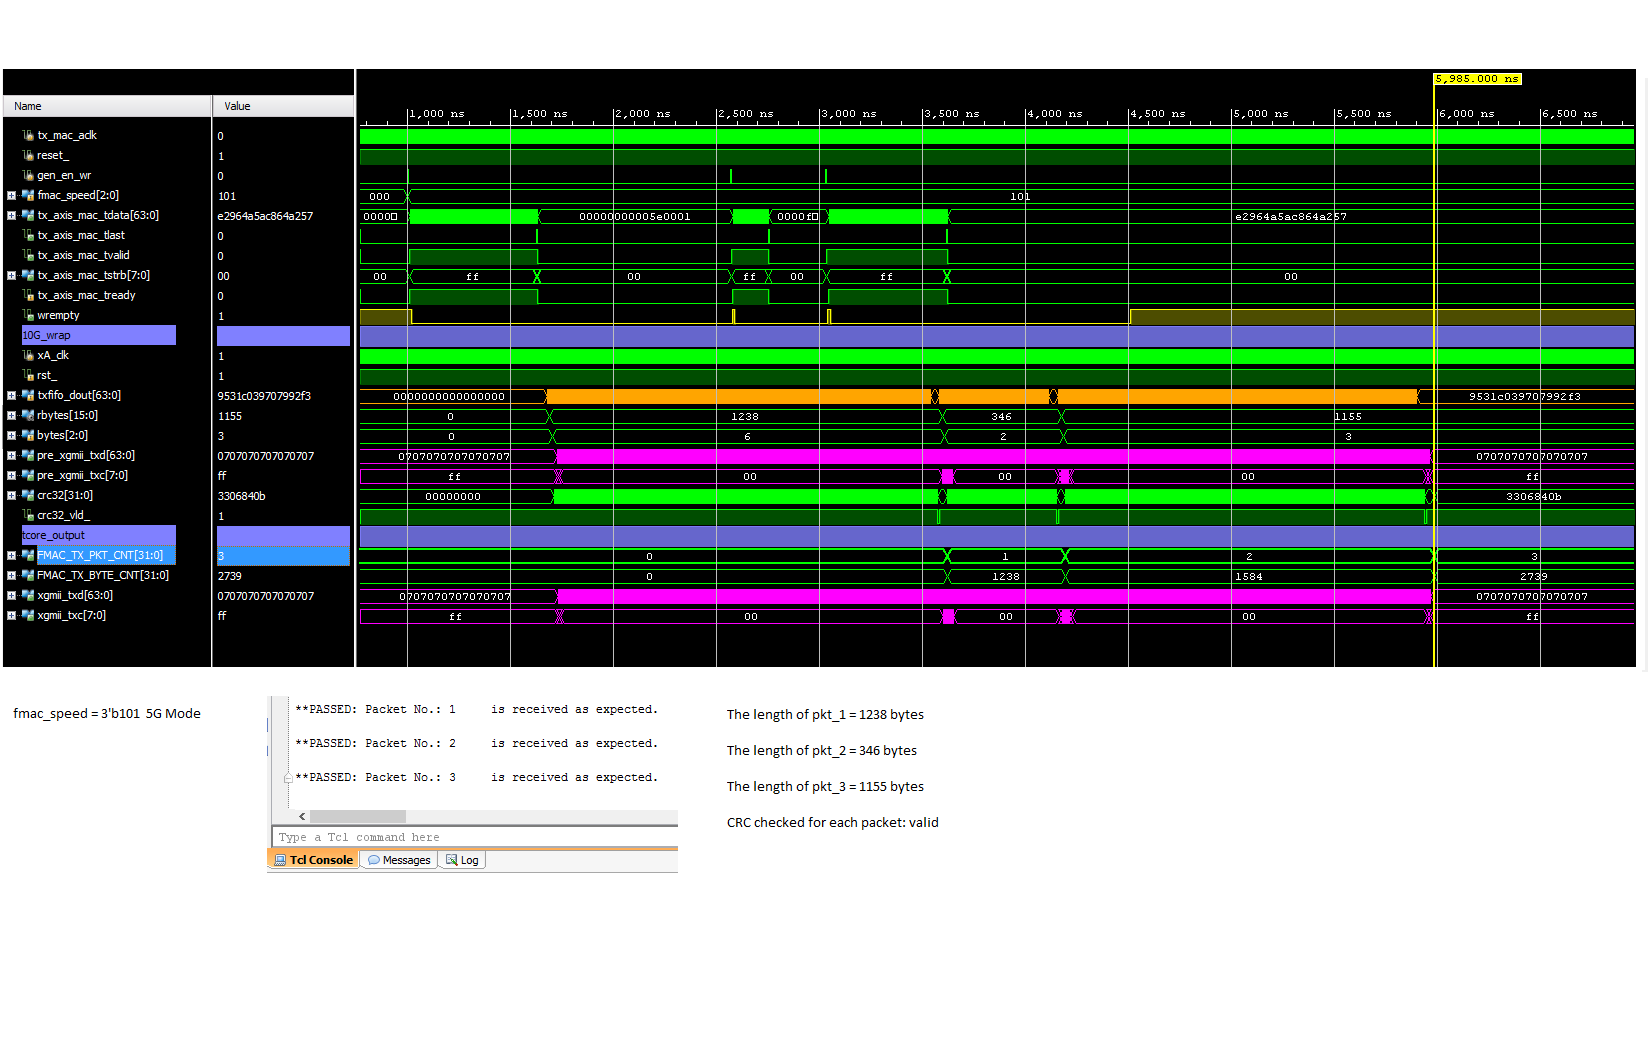 5,985.000 ns
Name Value
1,000 ns 1,500 ns 2,000 ns 2,500 ns 3,000 ns 3,500 ns 4,000 ns 4,500 ns 5,000 ns 5,500 ns 6,000 ns 6,500 ns
tx_mac_aclk 0
reset_ 1
gen_en_wr 0
fmac_speed[2:0] 101 000 101
tx_axis_mac_tdata[63:0] e2964a5ac864a257 0000 00000000005e0001 0000f e2964a5ac864a257
tx_axis_mac_tlast 0
tx_axis_mac_tvalid 0
tx_axis_mac_tstrb[7:0] 00 00 ff 00 ff 00 ff 00
tx_axis_mac_tready 0
wrempty 1
10G_wrap
xA_clk 1
rst_ 1
txfifo_dout[63:0] 9531c039707992f3 0000000000000000 9531c039707992f3
rbytes[15:0] 1155 0 1238 346 1155
bytes[2:0] 3 0 6 2 3
pre_xgmii_txd[63:0] 0707070707070707 0707070707070707 0707070707070707
pre_xgmii_txc[7:0] ff ff 00 00 00 ff
crc32[31:0] 3306840b 00000000 3306840b
crc32_vld_ 1
tcore_output
FMAC_TX_PKT_CNT[31:0] 3 0 1 2 3
FMAC_TX_BYTE_CNT[31:0] 2739 0 1238 1584 2739
xgmii_txd[63:0] 0707070707070707 0707070707070707 0707070707070707
xgmii_txc[7:0] ff ff 00 00 00 ff
fmac_speed = 3'b101 5G Mode
**PASSED: Packet No.: 1 is received as expected.
**PASSED: Packet No.: 2 is received as expected.
**PASSED: Packet No.: 3 is received as expected.
Type a Tcl command here
Tcl Console Messages Log
The length of pkt_1 = 1238 bytes
The length of pkt_2 = 346 bytes
The length of pkt_3 = 1155 bytes
CRC checked for each packet: valid